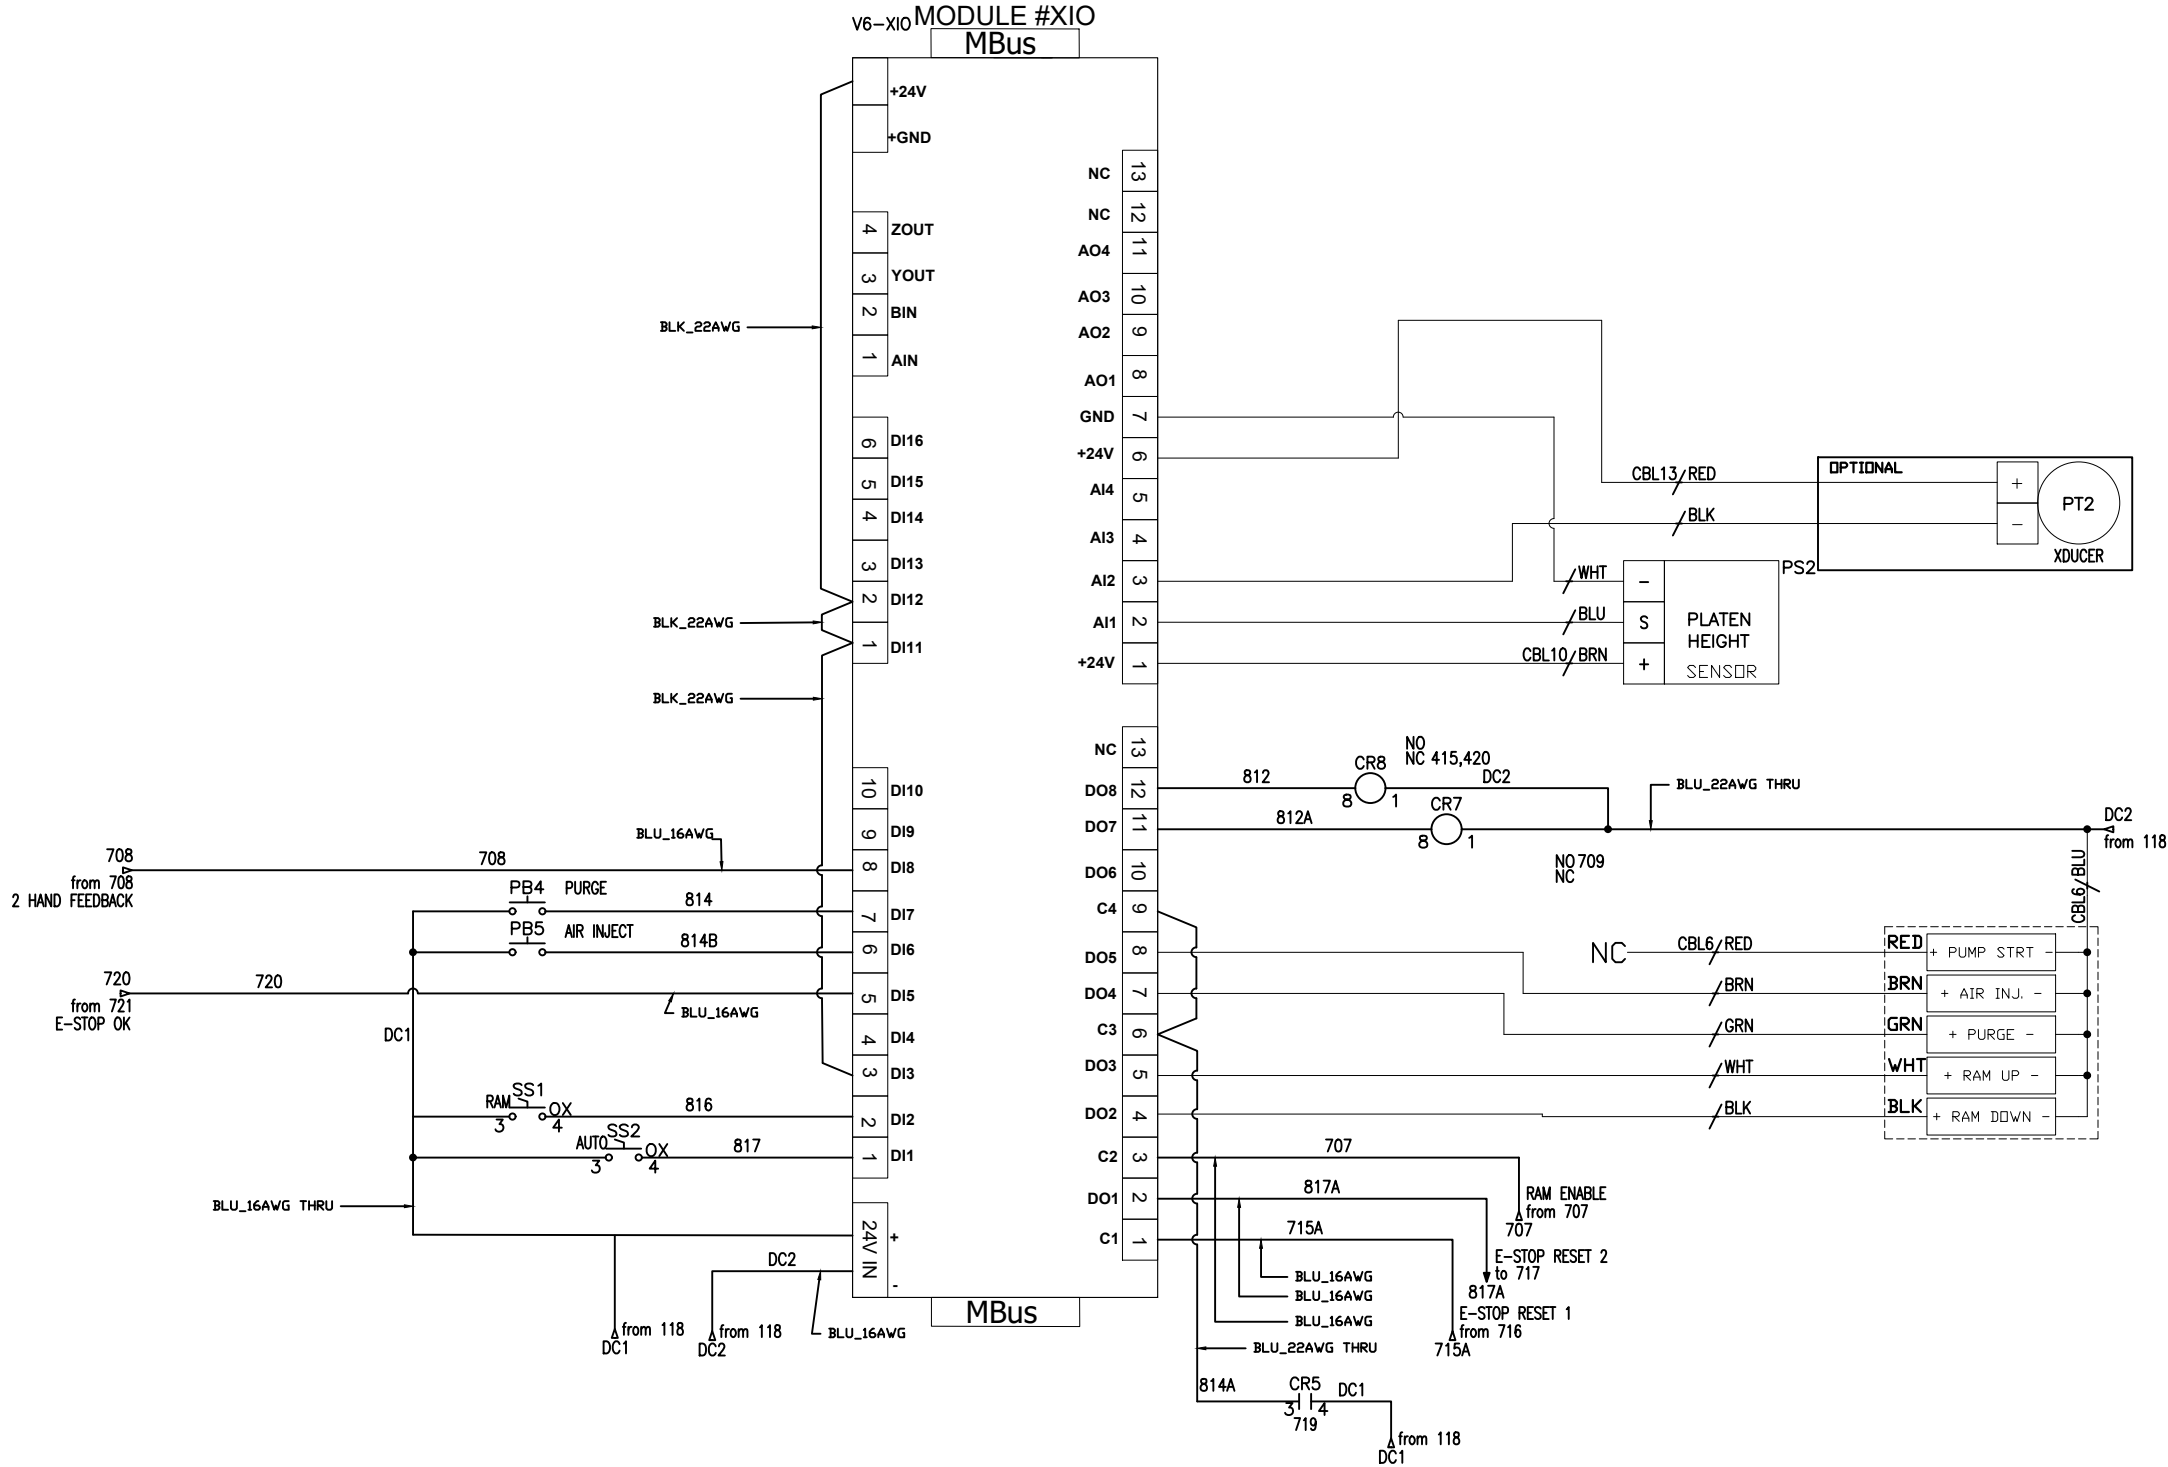 V6-XIO MODULE #XIO
MBus
+24V
+GND
4 ZOUT
3 YOUT
2 BIN
1 AIN
BLK_22AWG
6 DI16
5 DI15
4 DI14
3 DI13
2 DI12
1 DI11
BLK_22AWG
BLK_22AWG
10 DI10
9 DI9
8 DI8
7 DI7
6 DI6
5 DI5
4 DI4
3 DI3
2 DI2
1 DI1
24V IN
+
-
MBus
NC 13
NC 12
AO4 11
AO3 10
AO2 9
AO1 8
GND 7
+24V 6
AI4 5
AI3 4
AI2 3
AI1 2
+24V 1
NC 13
DO8 12
DO7 11
DO6 10
C4 9
DO5 8
DO4 7
C3 6
DO3 5
DO2 4
C2 3
DO1 2
C1 1
BLU_16AWG
708
from 708
2 HAND FEEDBACK
708
PB4 PURGE
814
PB5 AIR INJECT
814B
720
from 721
E-STOP OK
720
BLU_16AWG
DC1
RAM SS1 OX
3 4
816
AUTO SS2 OX
3 4
817
BLU_16AWG THRU
from 118
DC1
DC2
from 118
DC2
BLU_16AWG
CBL13 RED
BLK
OPTIONAL
+
-
PT2
XDUCER
WHT
BLU
CBL10 BRN
-
S
+
PS2
PLATEN
HEIGHT
SENSOR
812
CR8
8 1
NO
NC 415,420
DC2
812A
CR7
8 1
NO 709
NC
BLU_22AWG THRU
DC2
from 118
CBL6 BLU
NC
CBL6 RED
RED + PUMP STRT -
BRN
BRN + AIR INJ. -
GRN
GRN + PURGE -
WHT
WHT + RAM UP -
BLK
BLK + RAM DOWN -
707
RAM ENABLE
from 707
707
817A
E-STOP RESET 2
to 717
817A
715A
E-STOP RESET 1
from 716
715A
BLU_16AWG
BLU_16AWG
BLU_16AWG
BLU_22AWG THRU
814A
CR5
3 4
719
DC1
from 118
DC1